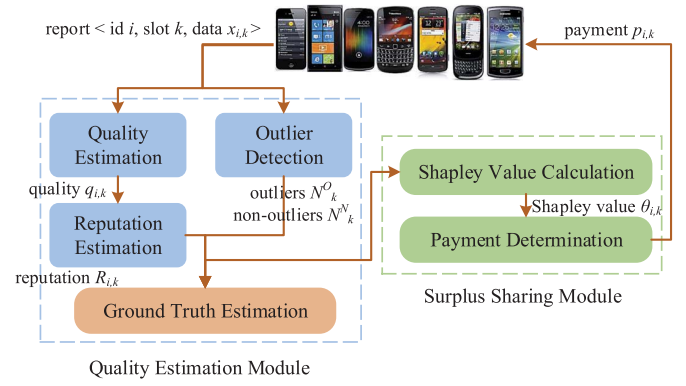 report < id i, slot k, data x_{i,k} >
payment p_{i,k}
Quality
Estimation
Outlier
Detection
quality q_{i,k}
outliers N^O_k
non-outliers N^N_k
Reputation
Estimation
reputation R_{i,k}
Ground Truth Estimation
Quality Estimation Module
Shapley Value Calculation
Shapley value θ_{i,k}
Payment Determination
Surplus Sharing Module